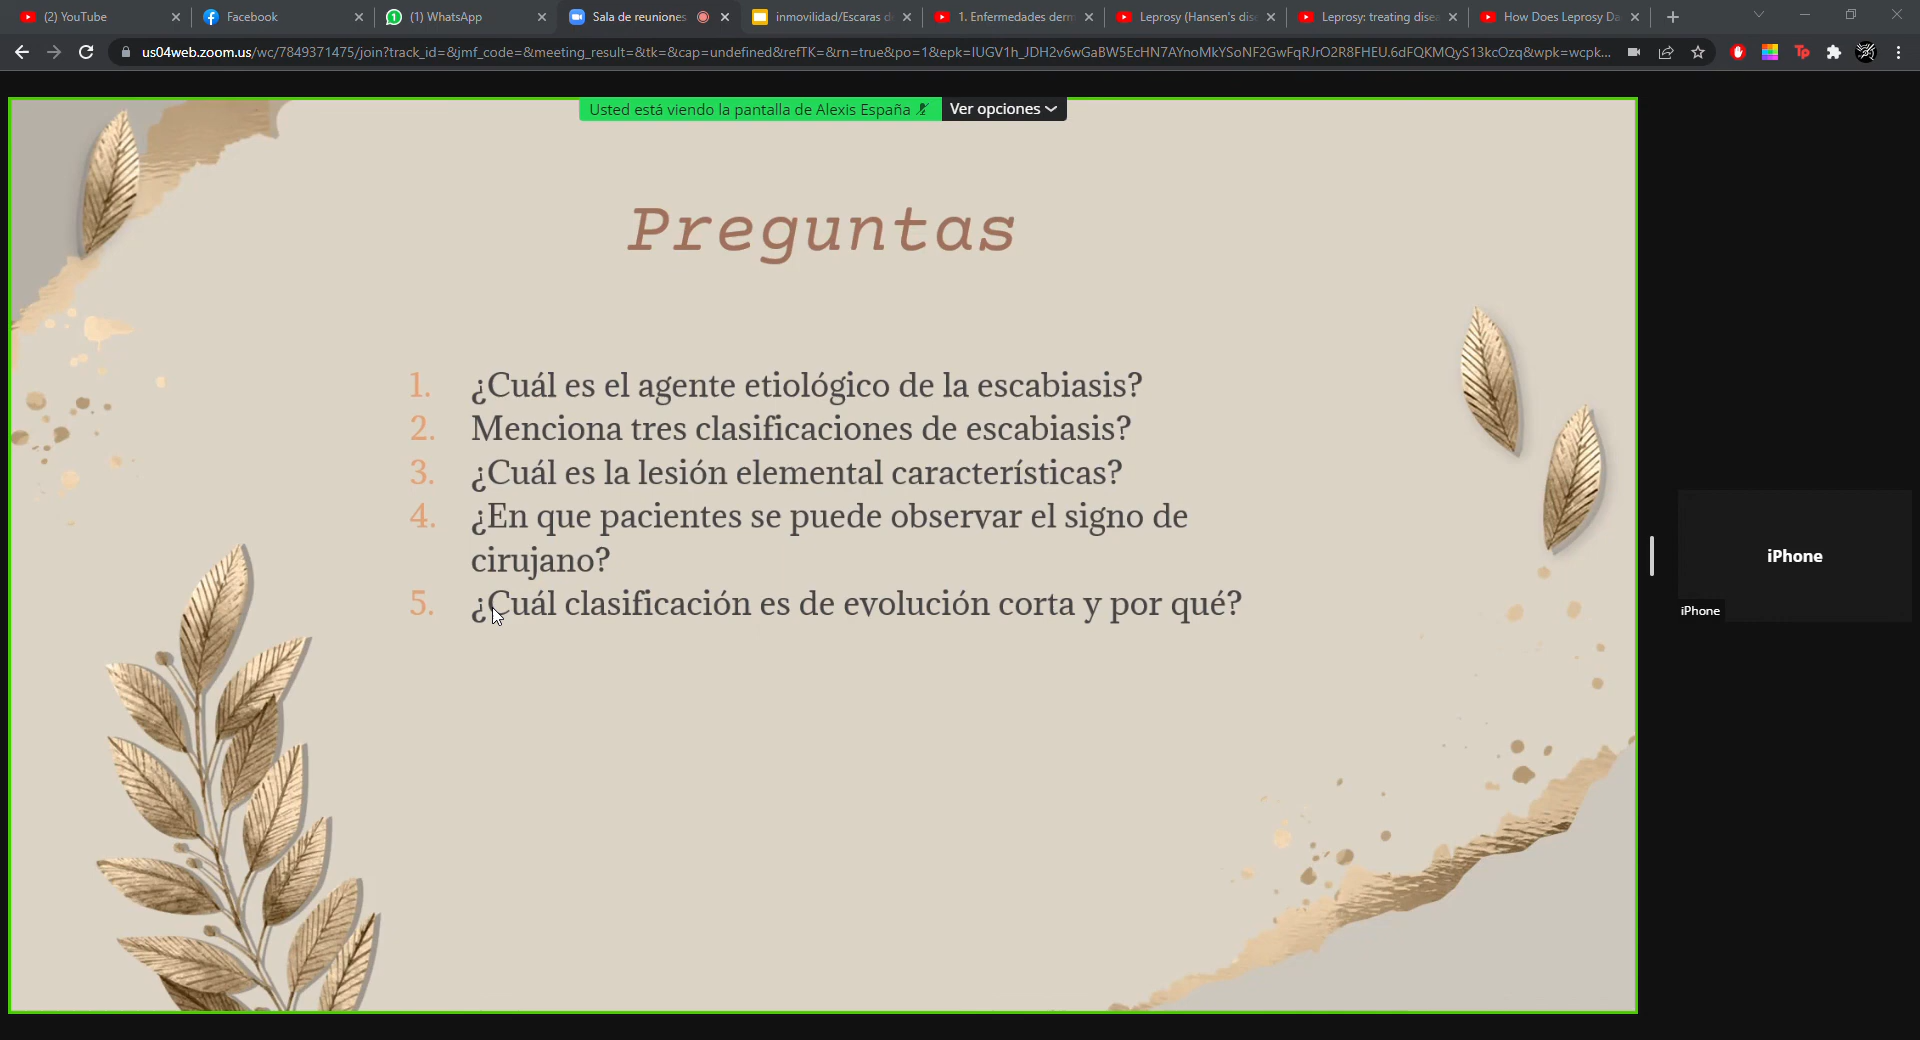 (2) YouTube
Facebook
(1) WhatsApp
Sala de reuniones
inmovilidad/Escaras d
1. Enfermedades derm
Leprosy (Hansen's dis
Leprosy: treating disea
How Does Leprosy Da
us04web.zoom.us/wc/7849371475/join?track_id=&jmf_code=&meeting_result=&tk=&cap=undefined&refTK=&rn=true&po=1&epk=IUGV1h_JDH2v6wGaBW5EcHN7AYnoMkYSoNF2GwFqRJrO2R8FHEU.6dFQKMQyS13kcOzq&wpk=wcpk...
Usted está viendo la pantalla de Alexis España
Ver opciones
Preguntas
1. ¿Cuál es el agente etiológico de la escabiasis?
2. Menciona tres clasificaciones de escabiasis?
3. ¿Cuál es la lesión elemental características?
4. ¿En que pacientes se puede observar el signo de
cirujano?
5. ¿Cuál clasificación es de evolución corta y por qué?
iPhone
iPhone